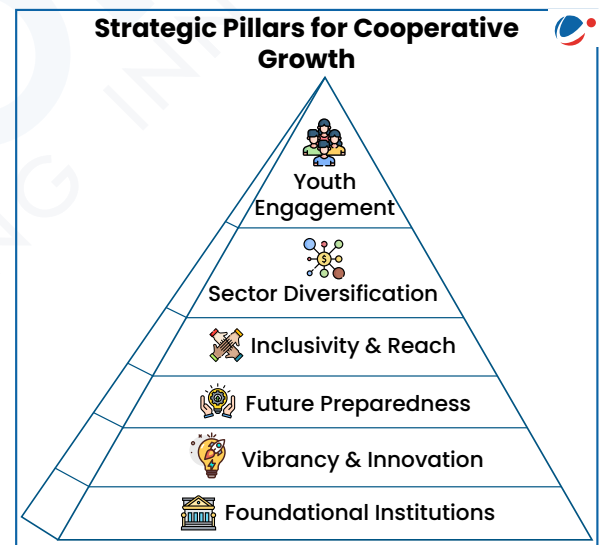 Strategic Pillars for Cooperative
Growth
Youth
Engagement
Sector Diversification
Inclusivity & Reach
Future Preparedness
Vibrancy & Innovation
Foundational Institutions